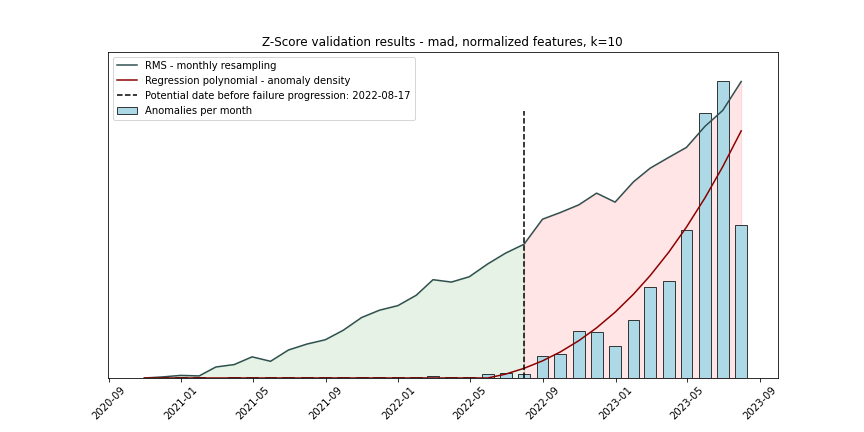 Z-Score validation results - mad, normalized features, k=10
RMS - monthly resampling
Regression polynomial - anomaly density
Potential date before failure progression: 2022-08-17
Anomalies per month
2020-09
2021-01
2021-05
2021-09
2022-01
2022-05
2022-09
2023-01
2023-05
2023-09